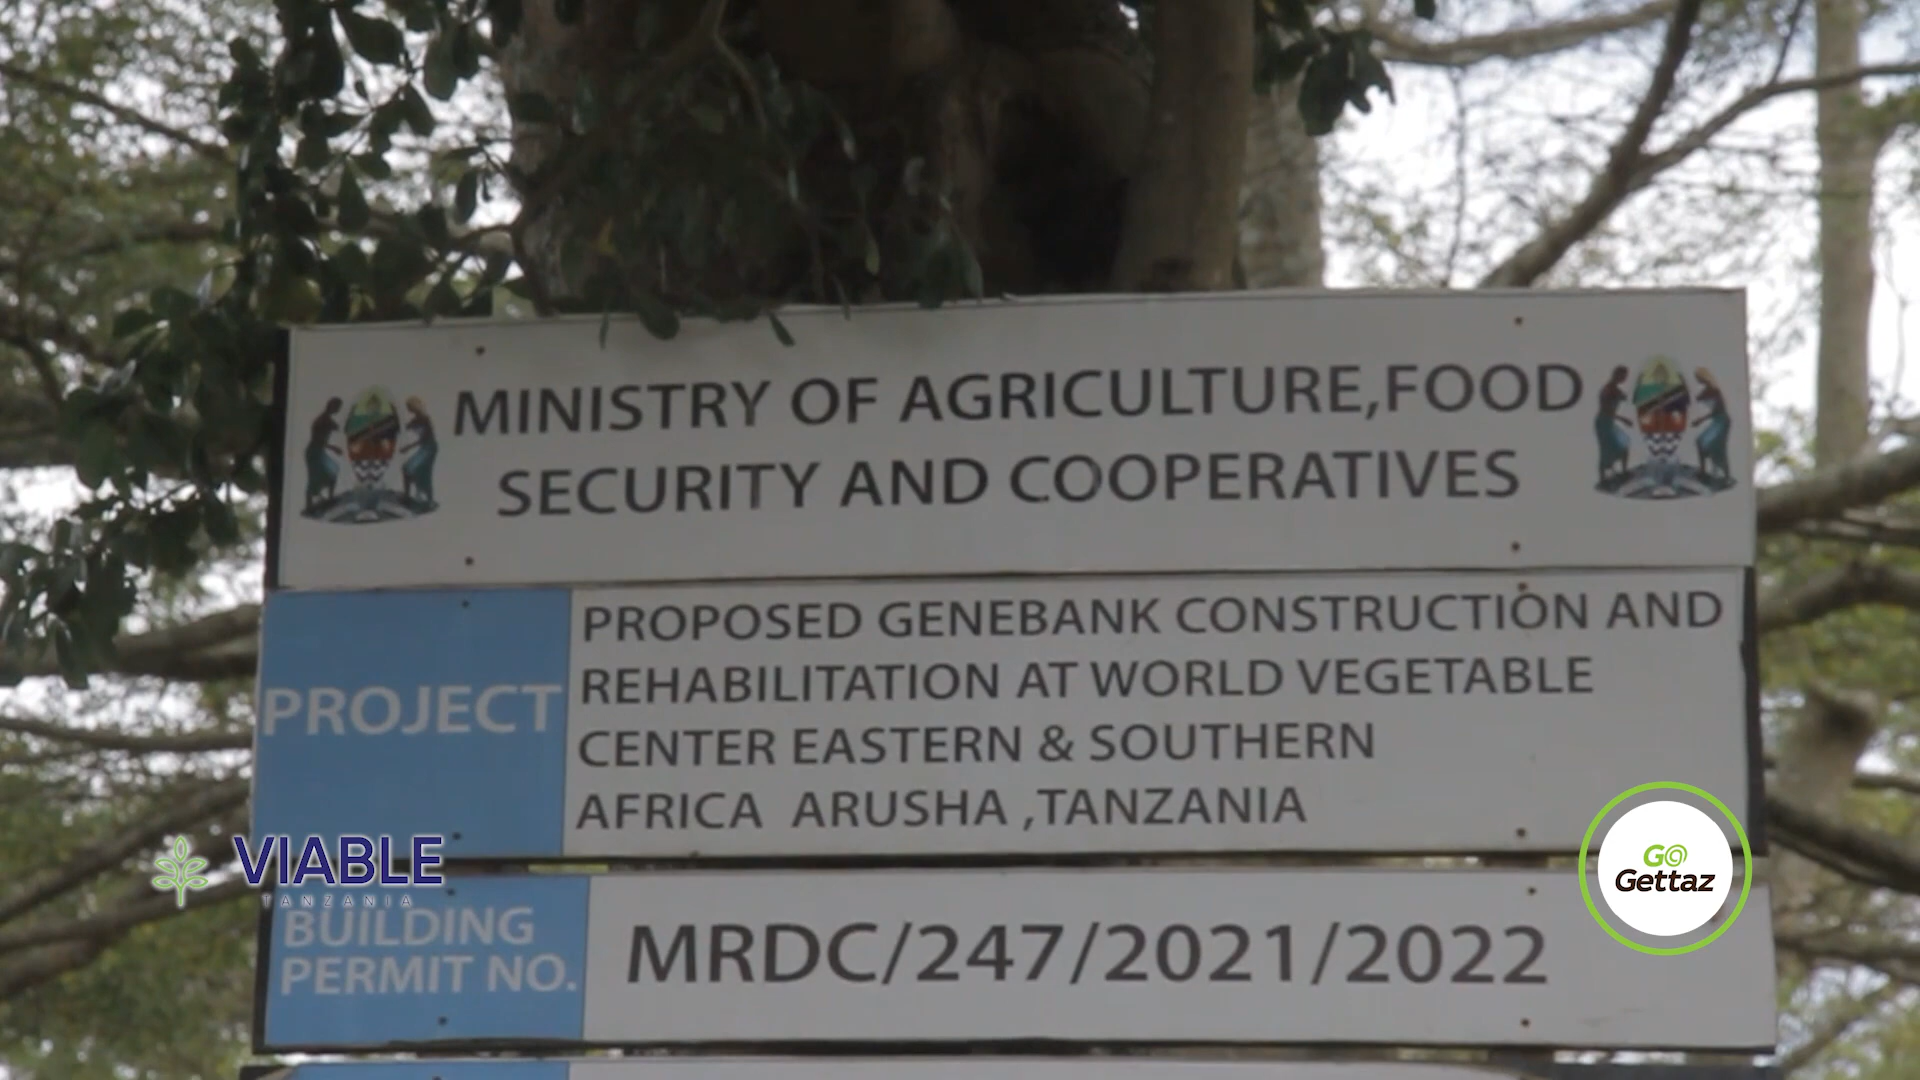 MINISTRY OF AGRICULTURE,FOOD
SECURITY AND COOPERATIVES
PROJECT
PROPOSED GENEBANK CONSTRUCTION AND
REHABILITATION AT WORLD VEGETABLE
CENTER EASTERN & SOUTHERN
AFRICA ARUSHA ,TANZANIA
VIABLE
TANZANIA
GO
Gettaz
BUILDING
PERMIT NO.
MRDC/247/2021/2022